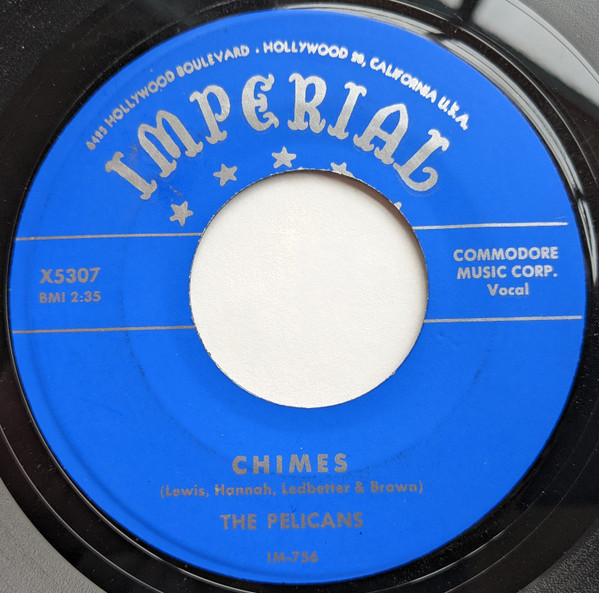 6425 HOLLYWOOD BOULEVARD • HOLLYWOOD 28, CALIFORNIA U.S.A.
IMPERIAL
X5307
BMI 2:35
COMMODORE
MUSIC CORP.
Vocal
CHIMES
(Lewis, Hannah, Ledbetter & Brown)
THE PELICANS
IM-756